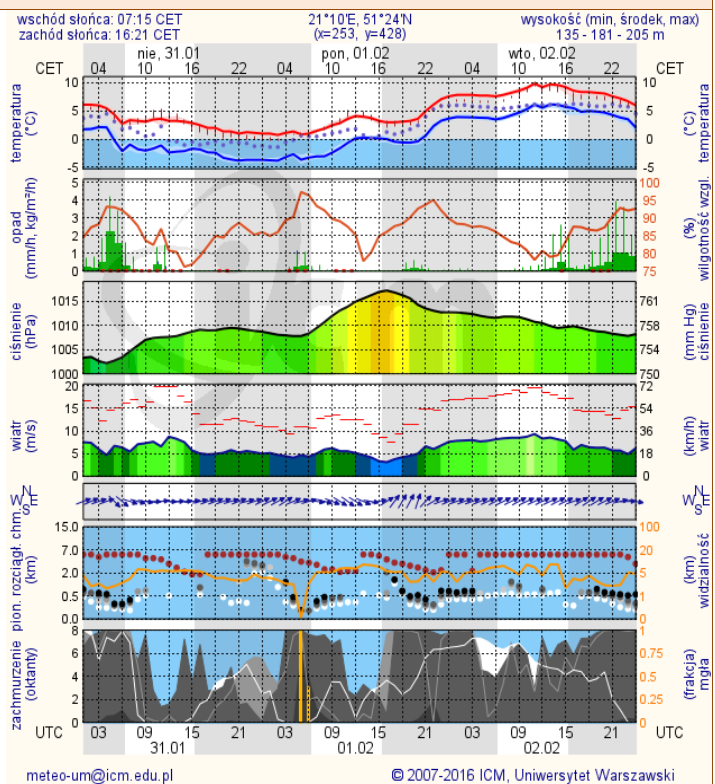 wschód słońca: 07:15 CET 21°10'E, 51°24'N wysokość (min, środek, max)
zachód słońca: 16:21 CET (x=253, y=428) 135 - 181 - 205 m
nie, 31.01 pon, 01.02 wto, 02.02
CET 04 10 16 22 04 10 16 22 04 10 16 22 CET
temperatura
(°C)
10
5
0
-5
10
5
0
-5
(°C)
temperatura
opad
(mm/h, kg/m²/h)
5
4
3
2
1
0
100
95
90
85
80
75
(%)
wilgotność wzgl.
ciśnienie
(hPa)
1015
1010
1005
1000
761
758
754
750
(mm Hg)
ciśnienie
wiatr
(m/s)
20
15
10
5
0
72
54
36
18
0
(km/h)
wiatr
N
W E
S
N
W E
S
pion. rozciągł. chm.
(km)
15.0
7.0
2.0
0.5
0.0
100
20
5
1
0
(km)
widzialność
zachmurzenie
(oktanty)
8
6
4
2
0
1
0.75
0.5
0.25
0
(frakcja)
mgła
UTC 03 09 15 21 03 09 15 21 03 09 15 21 UTC
31.01 01.02 02.02
meteo-um@icm.edu.pl © 2007-2016 ICM, Uniwersytet Warszawski